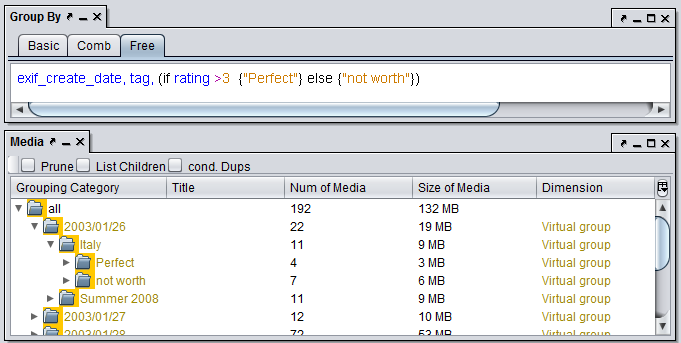 Group By
Basic Comb Free
exif_create_date, tag, (if rating >3 {"Perfect"} else {"not worth"})
Media
Prune List Children cond. Dups
Grouping Category Title Num of Media Size of Media Dimension
all 192 132 MB
2003/01/26 22 19 MB Virtual group
Italy 11 9 MB Virtual group
Perfect 4 3 MB Virtual group
not worth 7 6 MB Virtual group
Summer 2008 11 9 MB Virtual group
2003/01/27 12 10 MB Virtual group
2003/01/28 72 53 MB Virtual group